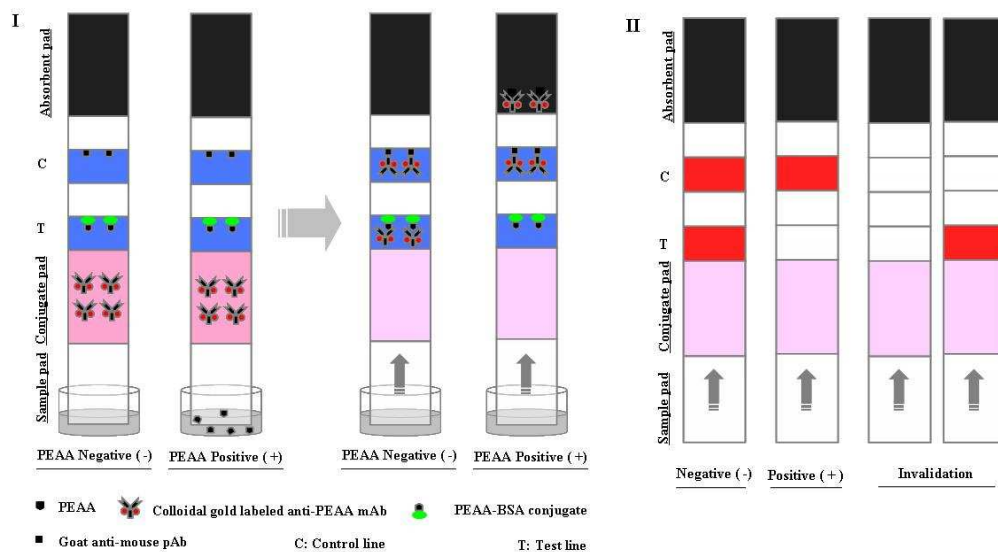 I
Absorbent pad
C
T
Conjugate pad
Sample pad
PEAA Negative (-)
PEAA Positive (+)
PEAA Negative (-)
PEAA Positive (+)
PEAA
Colloidal gold labeled anti-PEAA mAb
PEAA-BSA conjugate
Goat anti-mouse pAb
C: Control line
T: Test line
II
Absorbent pad
C
T
Conjugate pad
Sample pad
Negative (-)
Positive (+)
Invalidation